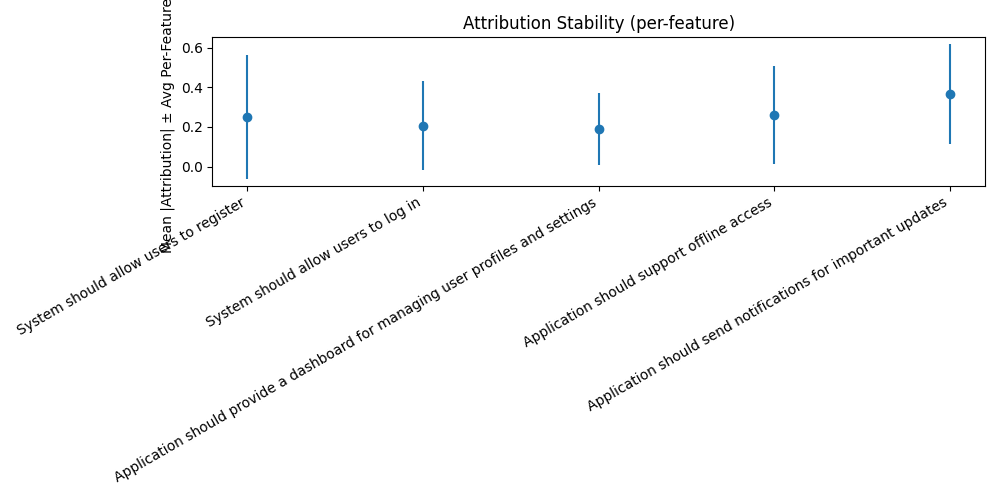 Attribution Stability (per-feature)
Mean |Attribution| ± Avg Per-Feature
0.6
0.4
0.2
0.0
System should allow users to register
System should allow users to log in
Application should provide a dashboard for managing user profiles and settings
Application should support offline access
Application should send notifications for important updates